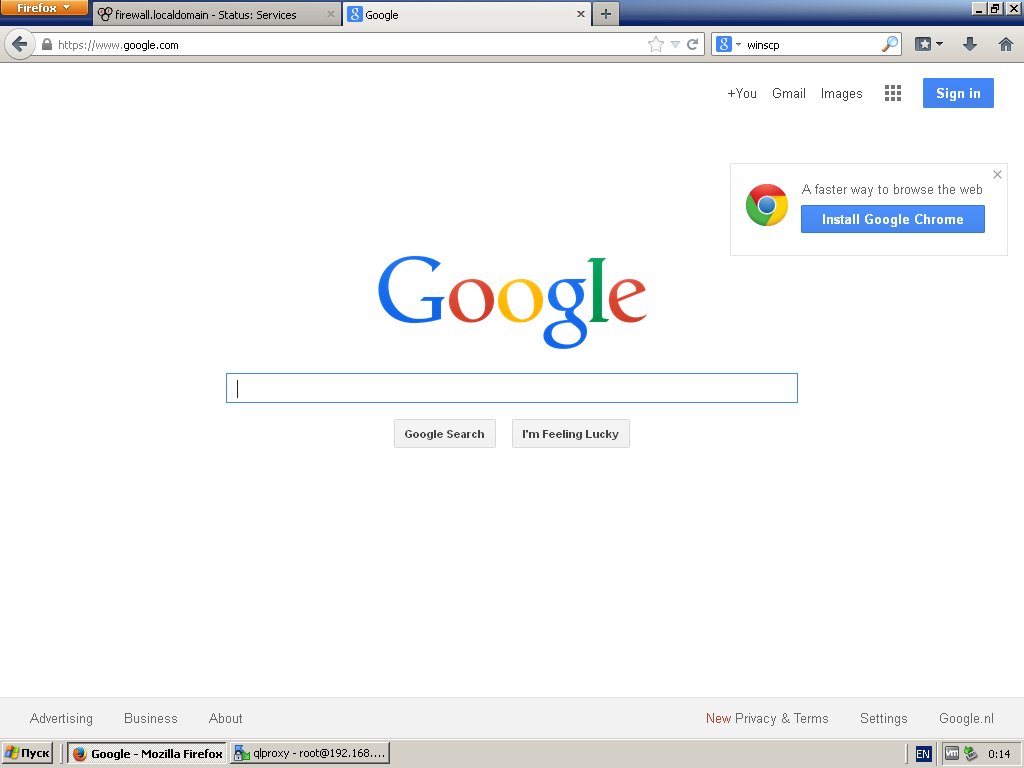 Firefox
firewall.localdomain - Status: Services
Google
https://www.google.com
winscp
+You
Gmail
Images
Sign in
A faster way to browse the web
Install Google Chrome
Google
Google Search
I'm Feeling Lucky
Advertising
Business
About
New Privacy & Terms
Settings
Google.nl
Пуск
Google - Mozilla Firefox
qlproxy - root@192.168....
EN
vm
0:14